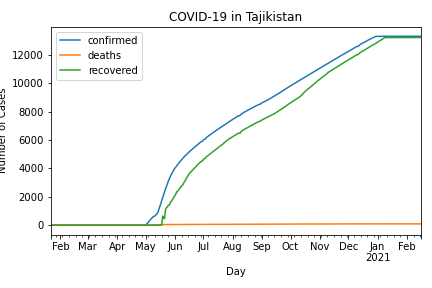 COVID-19 in Tajikistan
confirmed
deaths
recovered
12000
10000
8000
6000
4000
2000
0
Number of Cases
Feb Mar Apr May Jun Jul Aug Sep Oct Nov Dec Jan Feb
2021
Day